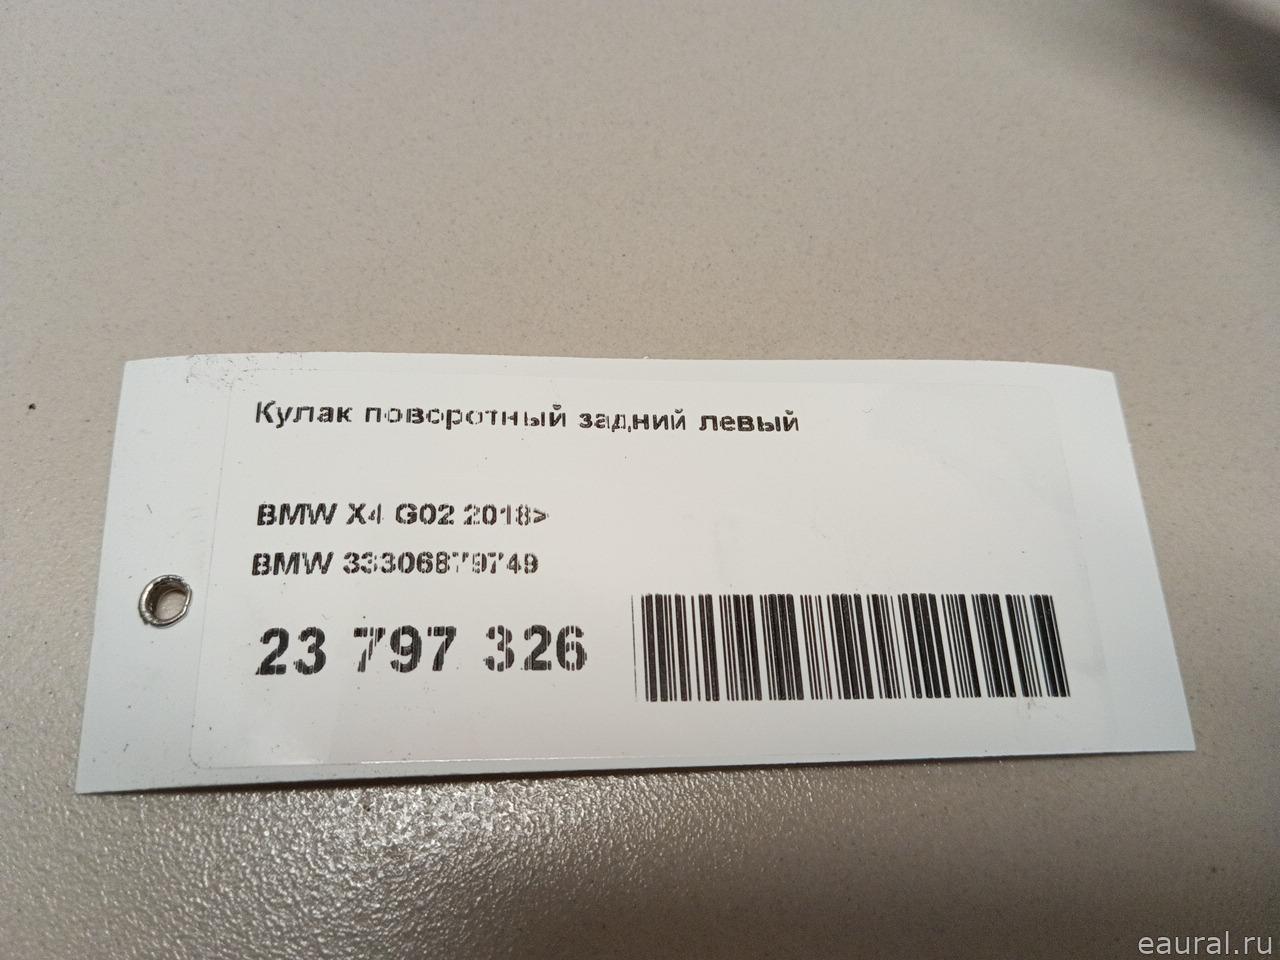 Кулак поворотный задний левый
BMW X4 G02 2018>
BMW 33306879749
23 797 326
eaural.ru